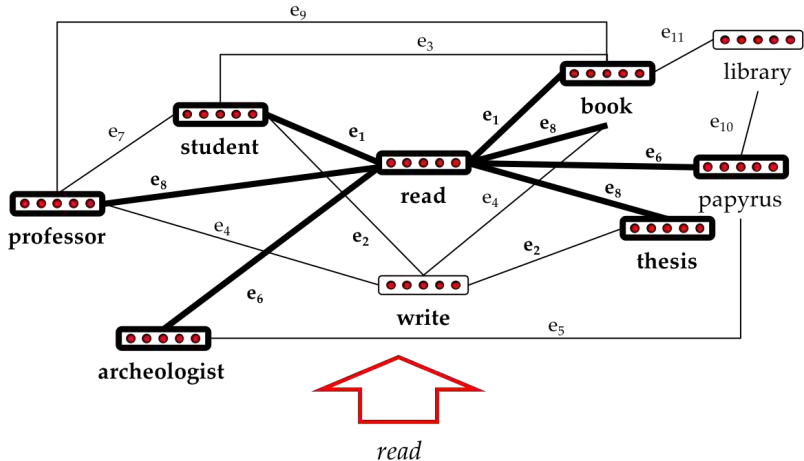 e9
e3
e11
library
book
e7
student
e1
e1
e8
e10
e6
papyrus
e8
read
e8
professor
e4
e2
e4
e2
thesis
e6
write
e5
archeologist
read